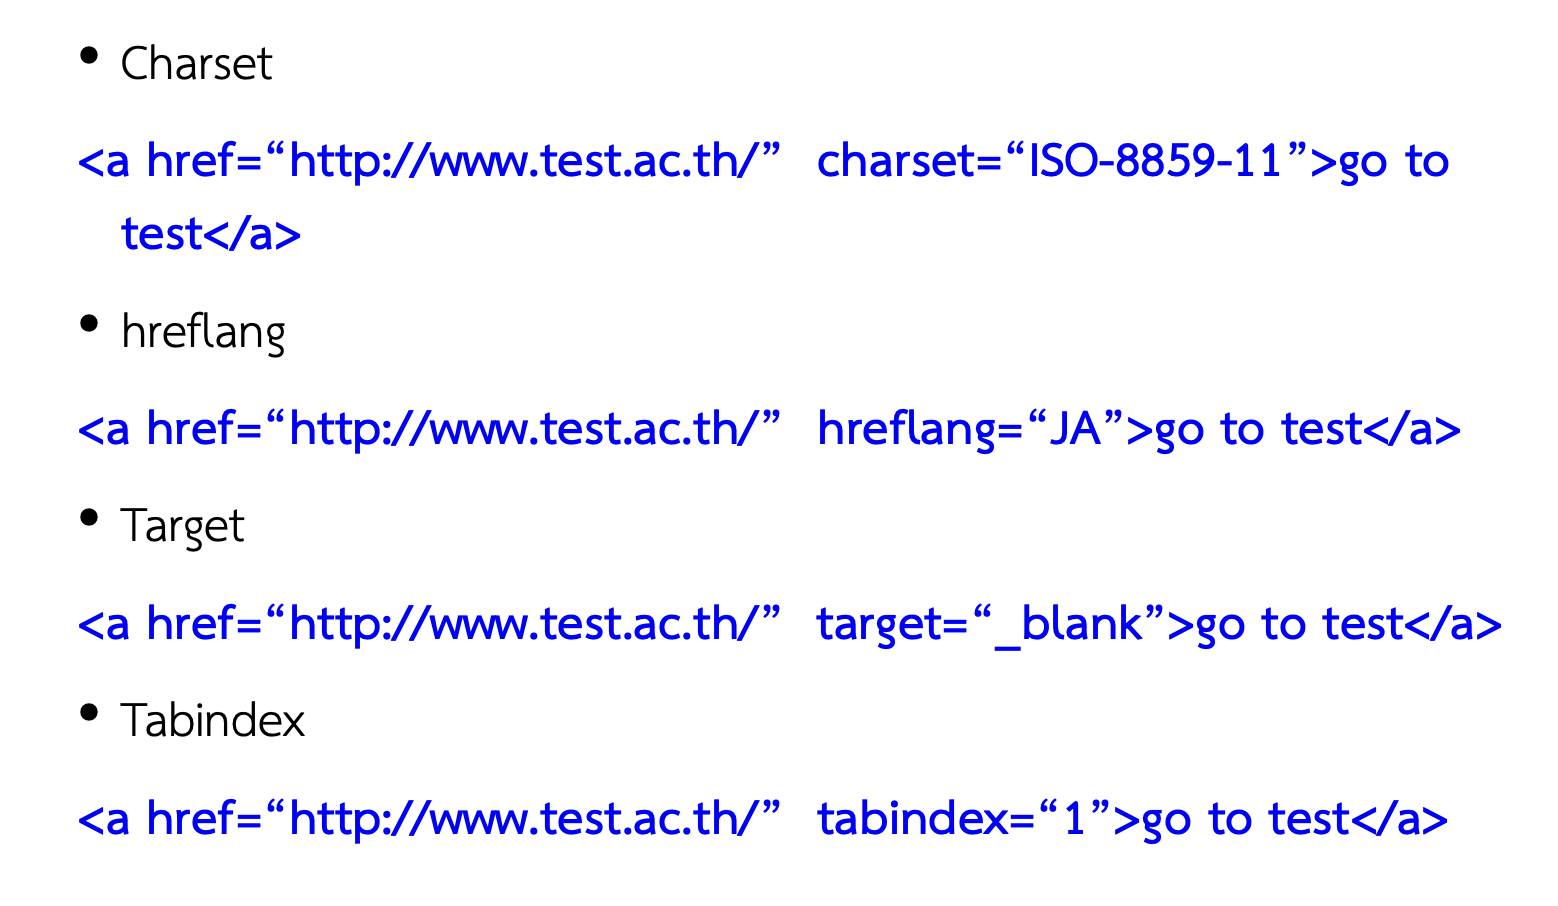 • Charset
<a href=“http://www.test.ac.th/”  charset=“ISO-8859-11”>go to
test</a>
• hreflang
<a href=“http://www.test.ac.th/”  hreflang=“JA”>go to test</a>
• Target
<a href=“http://www.test.ac.th/”  target=“_blank”>go to test</a>
• Tabindex
<a href=“http://www.test.ac.th/”  tabindex=“1”>go to test</a>